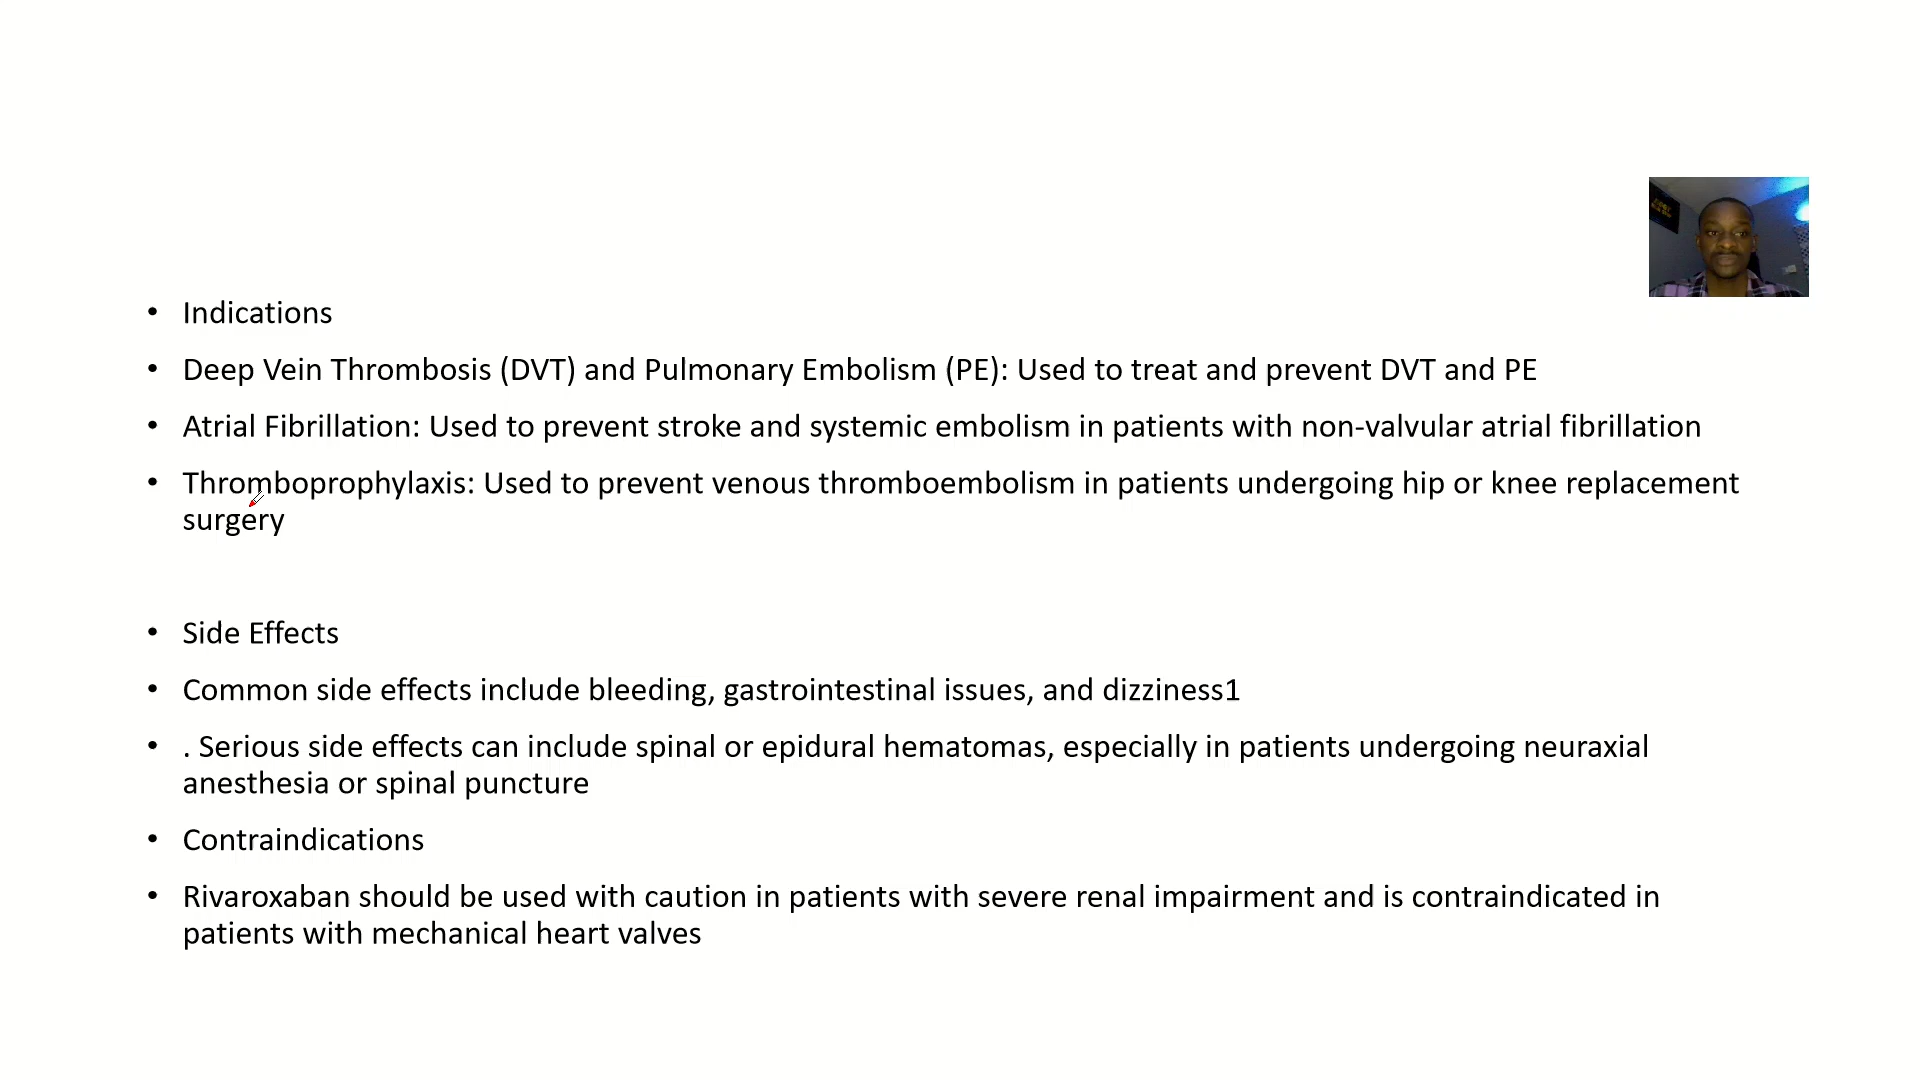 • Indications
• Deep Vein Thrombosis (DVT) and Pulmonary Embolism (PE): Used to treat and prevent DVT and PE
• Atrial Fibrillation: Used to prevent stroke and systemic embolism in patients with non-valvular atrial fibrillation
• Thromboprophylaxis: Used to prevent venous thromboembolism in patients undergoing hip or knee replacement
surgery
• Side Effects
• Common side effects include bleeding, gastrointestinal issues, and dizziness1
• . Serious side effects can include spinal or epidural hematomas, especially in patients undergoing neuraxial
anesthesia or spinal puncture
• Contraindications
• Rivaroxaban should be used with caution in patients with severe renal impairment and is contraindicated in
patients with mechanical heart valves